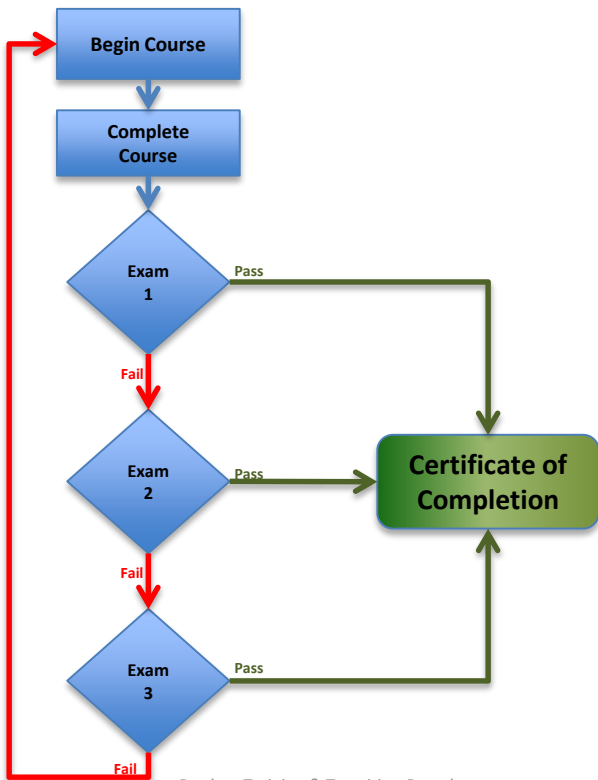 Begin Course
Complete
Course
Exam
1
Pass
Fail
Exam
2
Pass
Certificate of
Completion
Fail
Exam
3
Pass
Fail